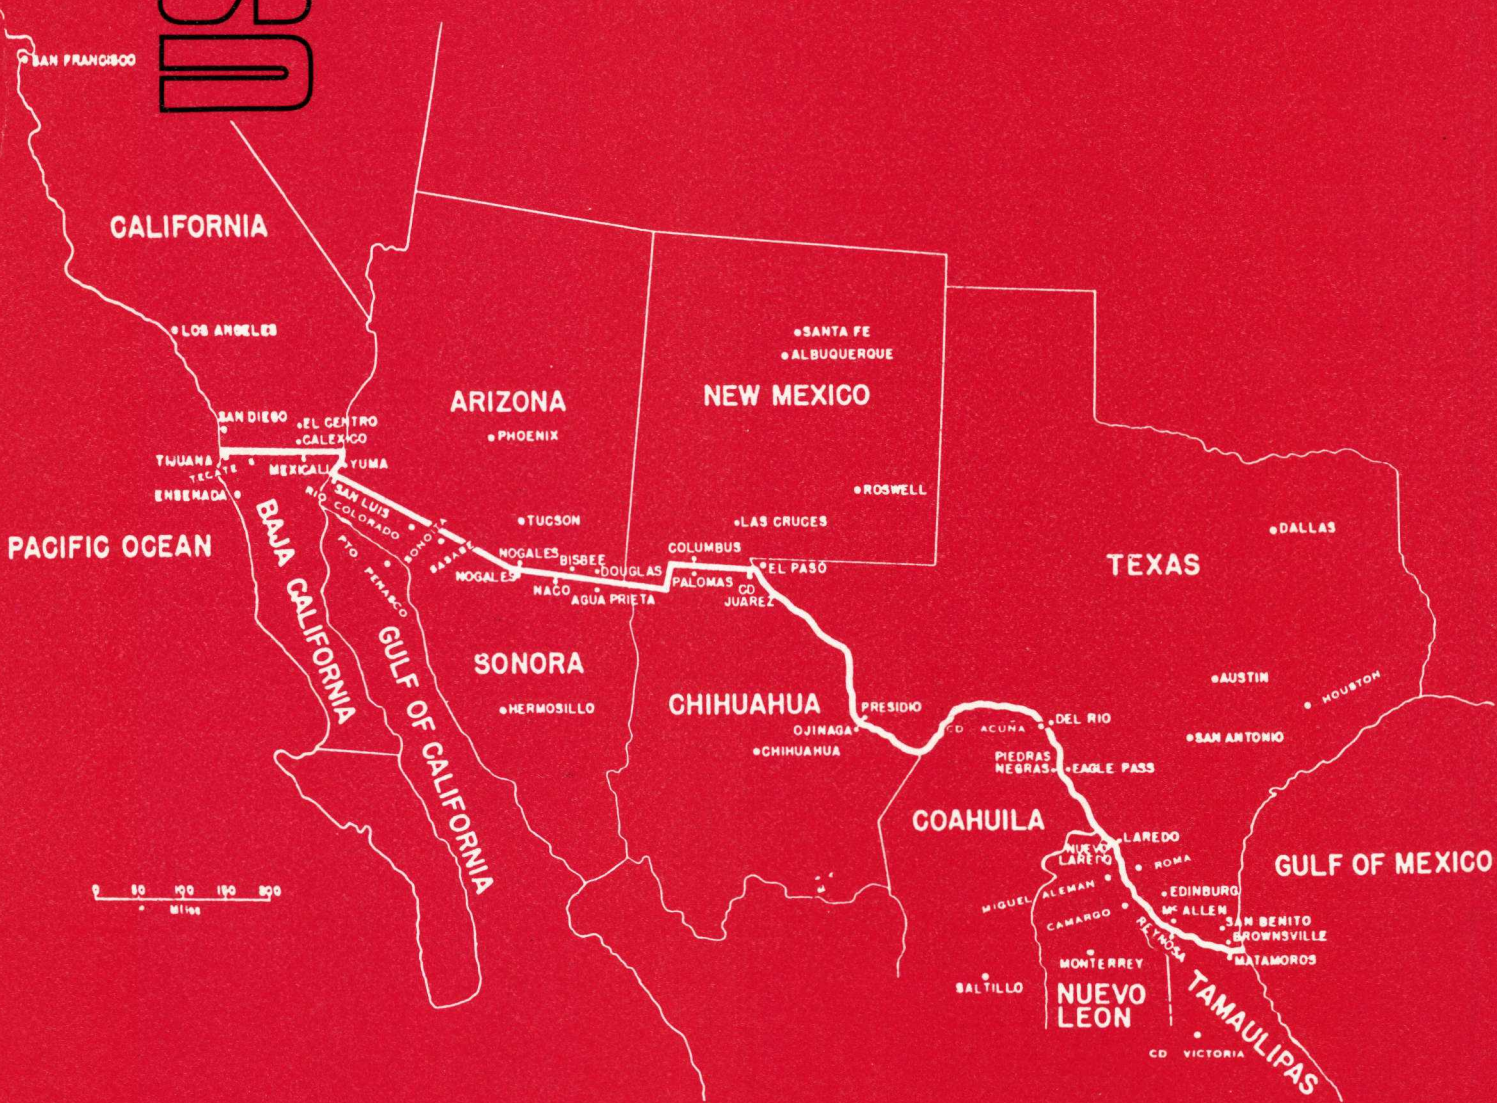 SU
SAN FRANCISCO
CALIFORNIA
LOS ANGELES
SANTA FE
ALBUQUERQUE
ARIZONA
NEW MEXICO
PHOENIX
SAN DIEGO
EL CENTRO
CALEXICO
TIJUANA
TECATE
MEXICALI
YUMA
ENSENADA
SAN LUIS
RIO COLORADO
ROSWELL
TUCSON
LAS CRUCES
DALLAS
PACIFIC OCEAN
BAJA CALIFORNIA
PTO PENASCO
SONOITA
SASABE
NOGALES
NOGALES
BISBEE
DOUGLAS
NACO
AGUA PRIETA
COLUMBUS
PALOMAS
EL PASO
CD
JUAREZ
TEXAS
GULF OF CALIFORNIA
SONORA
HERMOSILLO
CHIHUAHUA
PRESIDIO
OJINAGA
CHIHUAHUA
CD ACUÑA
DEL RIO
AUSTIN
HOUSTON
SAN ANTONIO
PIEDRAS
NEGRAS
EAGLE PASS
COAHUILA
LAREDO
NUEVO
LAREDO
ROMA
GULF OF MEXICO
MIGUEL ALEMAN
EDINBURG
CAMARGO
Mc ALLEN
SAN BENITO
REYNOSA
BROWNSVILLE
MATAMOROS
MONTERREY
SALTILLO
NUEVO
LEON
TAMAULIPAS
CD VICTORIA
0 50 100 150 200
Miles